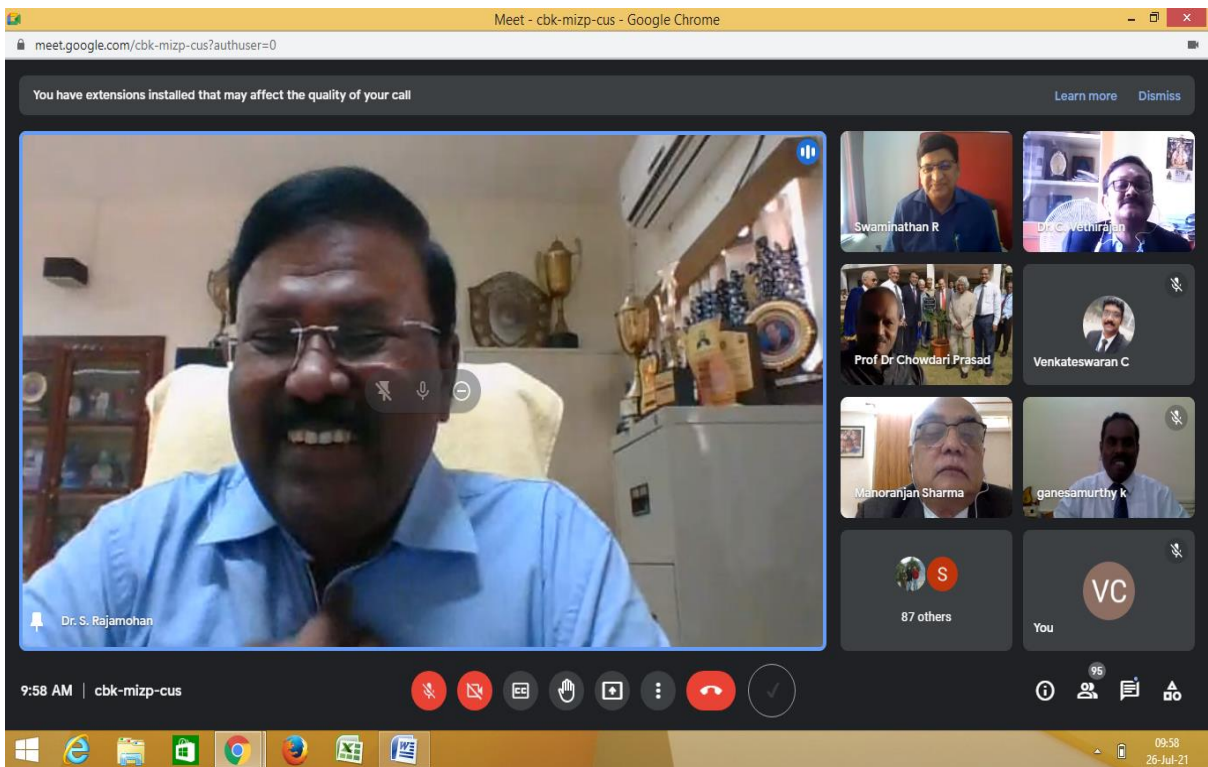 Meet - cbk-mizp-cus - Google Chrome
meet.google.com/cbk-mizp-cus?authuser=0
You have extensions installed that may affect the quality of your call
Learn more
Dismiss
Dr. S. Rajamohan
Swaminathan R
Dr. C. Vethirajan
Prof Dr Chowdari Prasad
Venkateswaran C
Manoranjan Sharma
ganesamurthy k
S
87 others
VC
You
9:58 AM | cbk-mizp-cus
CC
95
09:58
26-Jul-21